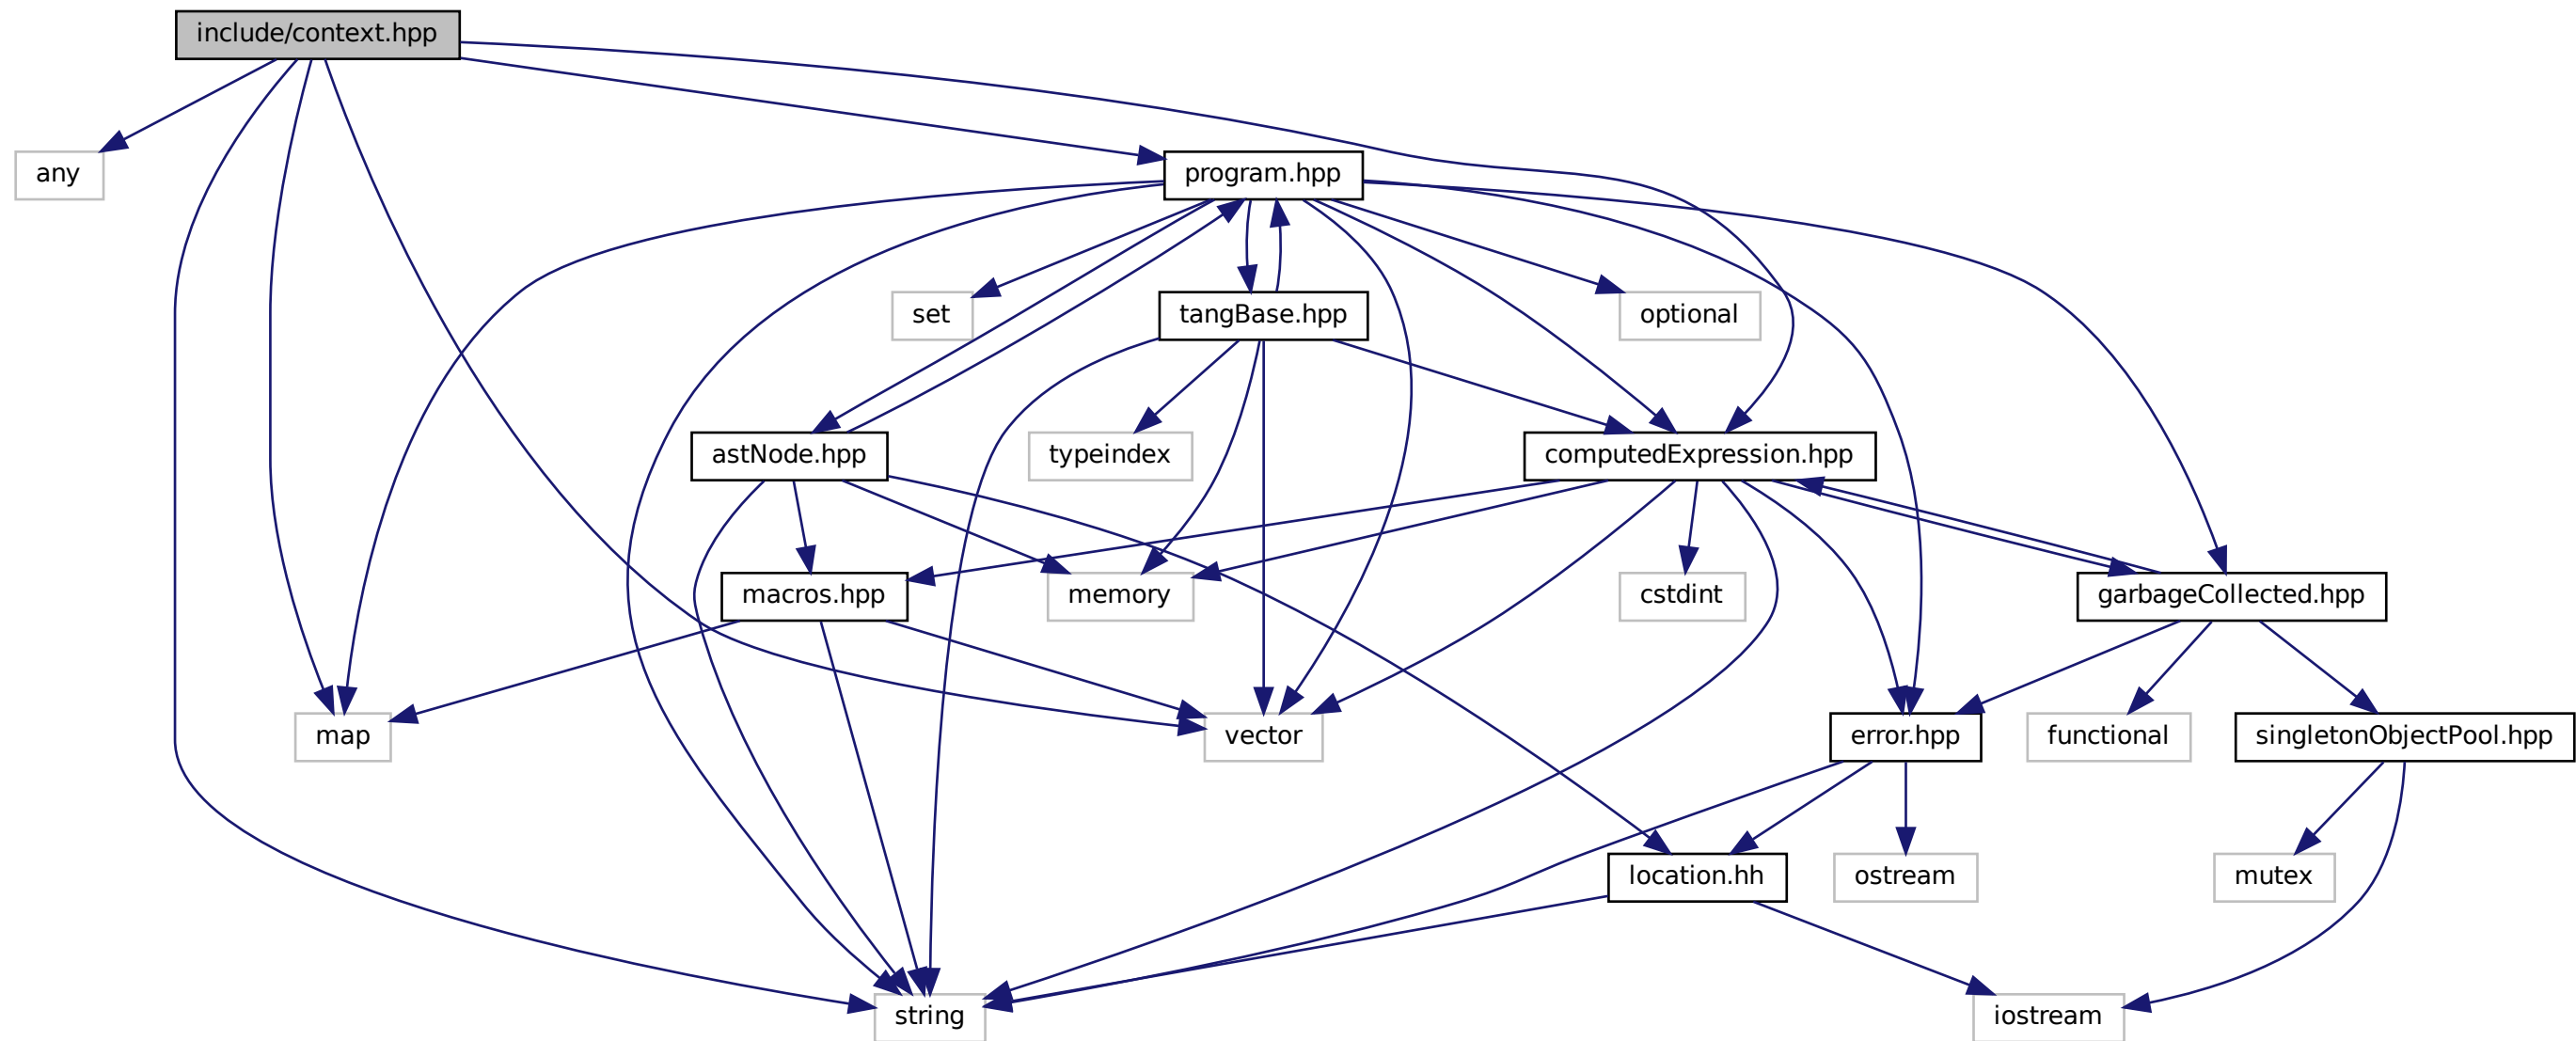 include/context.hpp
any
program.hpp
set
tangBase.hpp
optional
astNode.hpp
typeindex
computedExpression.hpp
macros.hpp
memory
cstdint
garbageCollected.hpp
map
vector
error.hpp
functional
singletonObjectPool.hpp
location.hh
ostream
mutex
string
iostream